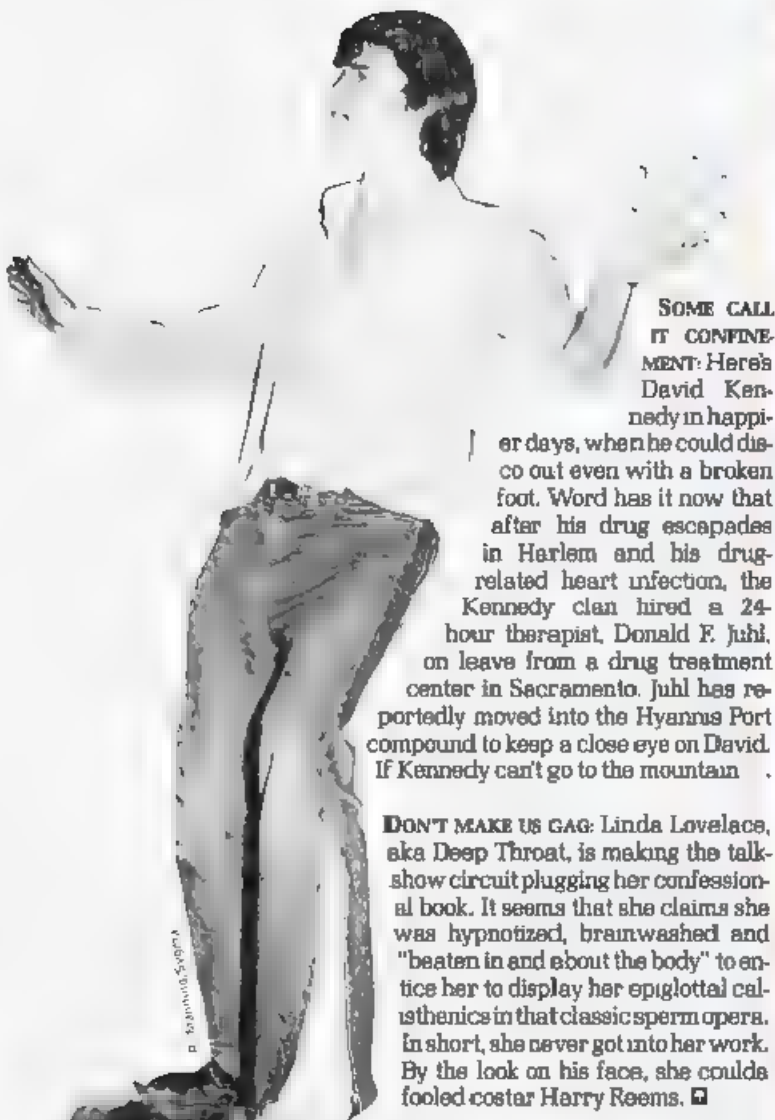 SOME CALL
IT CONFINE-
MENT: Here's
David Ken-
nedy in happi-
er days, when he could dis-
co out even with a broken
foot. Word has it now that
after his drug escapades
in Harlem and his drug-
related heart infection, the
Kennedy clan hired a 24-
hour therapist, Donald F. Juhl,
on leave from a drug treatment
center in Sacramento. Juhl has re-
portedly moved into the Hyannis Port
compound to keep a close eye on David.
If Kennedy can't go to the mountain .
DON'T MAKE US GAG: Linda Lovelace,
aka Deep Throat, is making the talk-
show circuit plugging her confession-
al book. It seems that she claims she
was hypnotized, brainwashed and
"beaten in and about the body" to en-
tice her to display her epiglottal cal-
isthenics in that classic sperm opera.
In short, she never got into her work.
By the look on his face, she coulda
fooled costar Harry Reems.